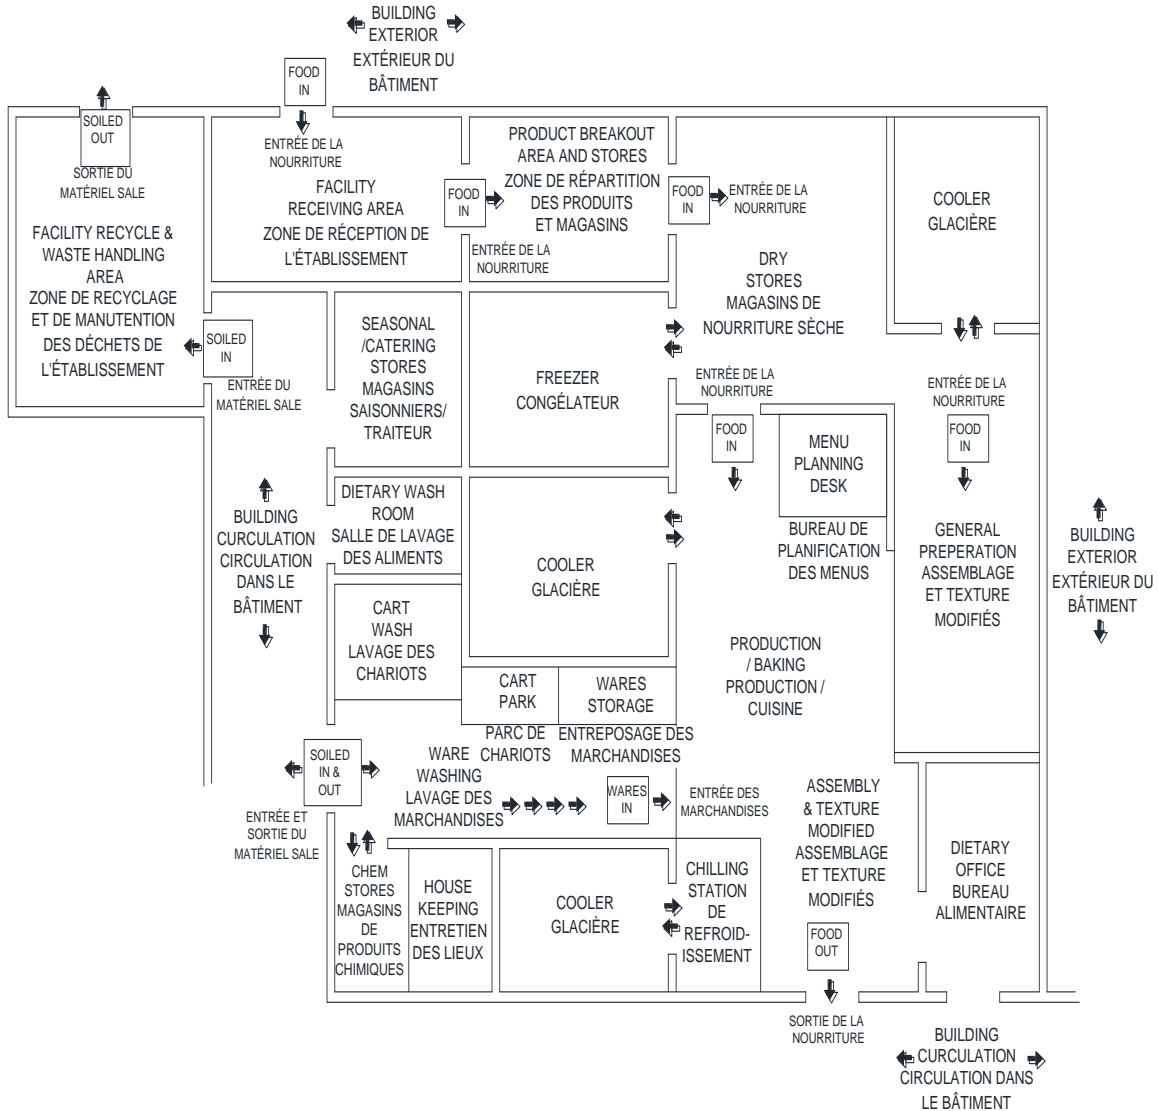 BUILDING
EXTERIOR
EXTÉRIEUR DU
BÂTIMENT
FOOD
IN
ENTRÉE DE LA
NOURRITURE
SOILED
OUT
SORTIE DU
MATÉRIEL SALE
FACILITY
RECEIVING AREA
ZONE DE RÉCEPTION DE
L'ÉTABLISSEMENT
FOOD
IN
ENTRÉE DE LA
NOURRITURE
PRODUCT BREAKOUT
AREA AND STORES
ZONE DE RÉPARTITION
DES PRODUITS
ET MAGASINS
FOOD
IN
ENTRÉE DE LA
NOURRITURE
COOLER
GLACIÈRE
FACILITY RECYCLE &
WASTE HANDLING
AREA
ZONE DE RECYCLAGE
ET DE MANUTENTION
DES DÉCHETS DE
L'ÉTABLISSEMENT
SOILED
IN
ENTRÉE DU
MATÉRIEL SALE
DRY
STORES
MAGASINS DE
NOURRITURE SÈCHE
SEASONAL
/CATERING
STORES
MAGASINS
SAISONNIERS/
TRAITEUR
FREEZER
CONGÉLATEUR
ENTRÉE DE LA
NOURRITURE
FOOD
IN
MENU
PLANNING
DESK
BUREAU DE
PLANIFICATION
DES MENUS
ENTRÉE DE LA
NOURRITURE
FOOD
IN
GENERAL
PREPERATION
ASSEMBLAGE
ET TEXTURE
MODIFIÉS
BUILDING
EXTERIOR
EXTÉRIEUR DU
BÂTIMENT
BUILDING
CURCULATION
CIRCULATION
DANS LE
BÂTIMENT
DIETARY WASH
ROOM
SALLE DE LAVAGE
DES ALIMENTS
COOLER
GLACIÈRE
CART
WASH
LAVAGE DES
CHARIOTS
PRODUCTION
/ BAKING
PRODUCTION /
CUISINE
CART
PARK
PARC DE
CHARIOTS
WARES
STORAGE
ENTREPOSAGE DES
MARCHANDISES
SOILED
IN &
OUT
ENTRÉE ET
SORTIE DU
MATÉRIEL SALE
WARE
WASHING
LAVAGE DES
MARCHANDISES
WARES
IN
ENTRÉE DES
MARCHANDISES
ASSEMBLY
& TEXTURE
MODIFIED
ASSEMBLAGE
ET TEXTURE
MODIFIÉS
DIETARY
OFFICE
BUREAU
ALIMENTAIRE
CHEM
STORES
MAGASINS
DE
PRODUITS
CHIMIQUES
HOUSE
KEEPING
ENTRETIEN
DES LIEUX
COOLER
GLACIÈRE
CHILLING
STATION
DE
REFROID-
ISSEMENT
FOOD
OUT
SORTIE DE LA
NOURRITURE
BUILDING
CURCULATION
CIRCULATION DANS
LE BÂTIMENT